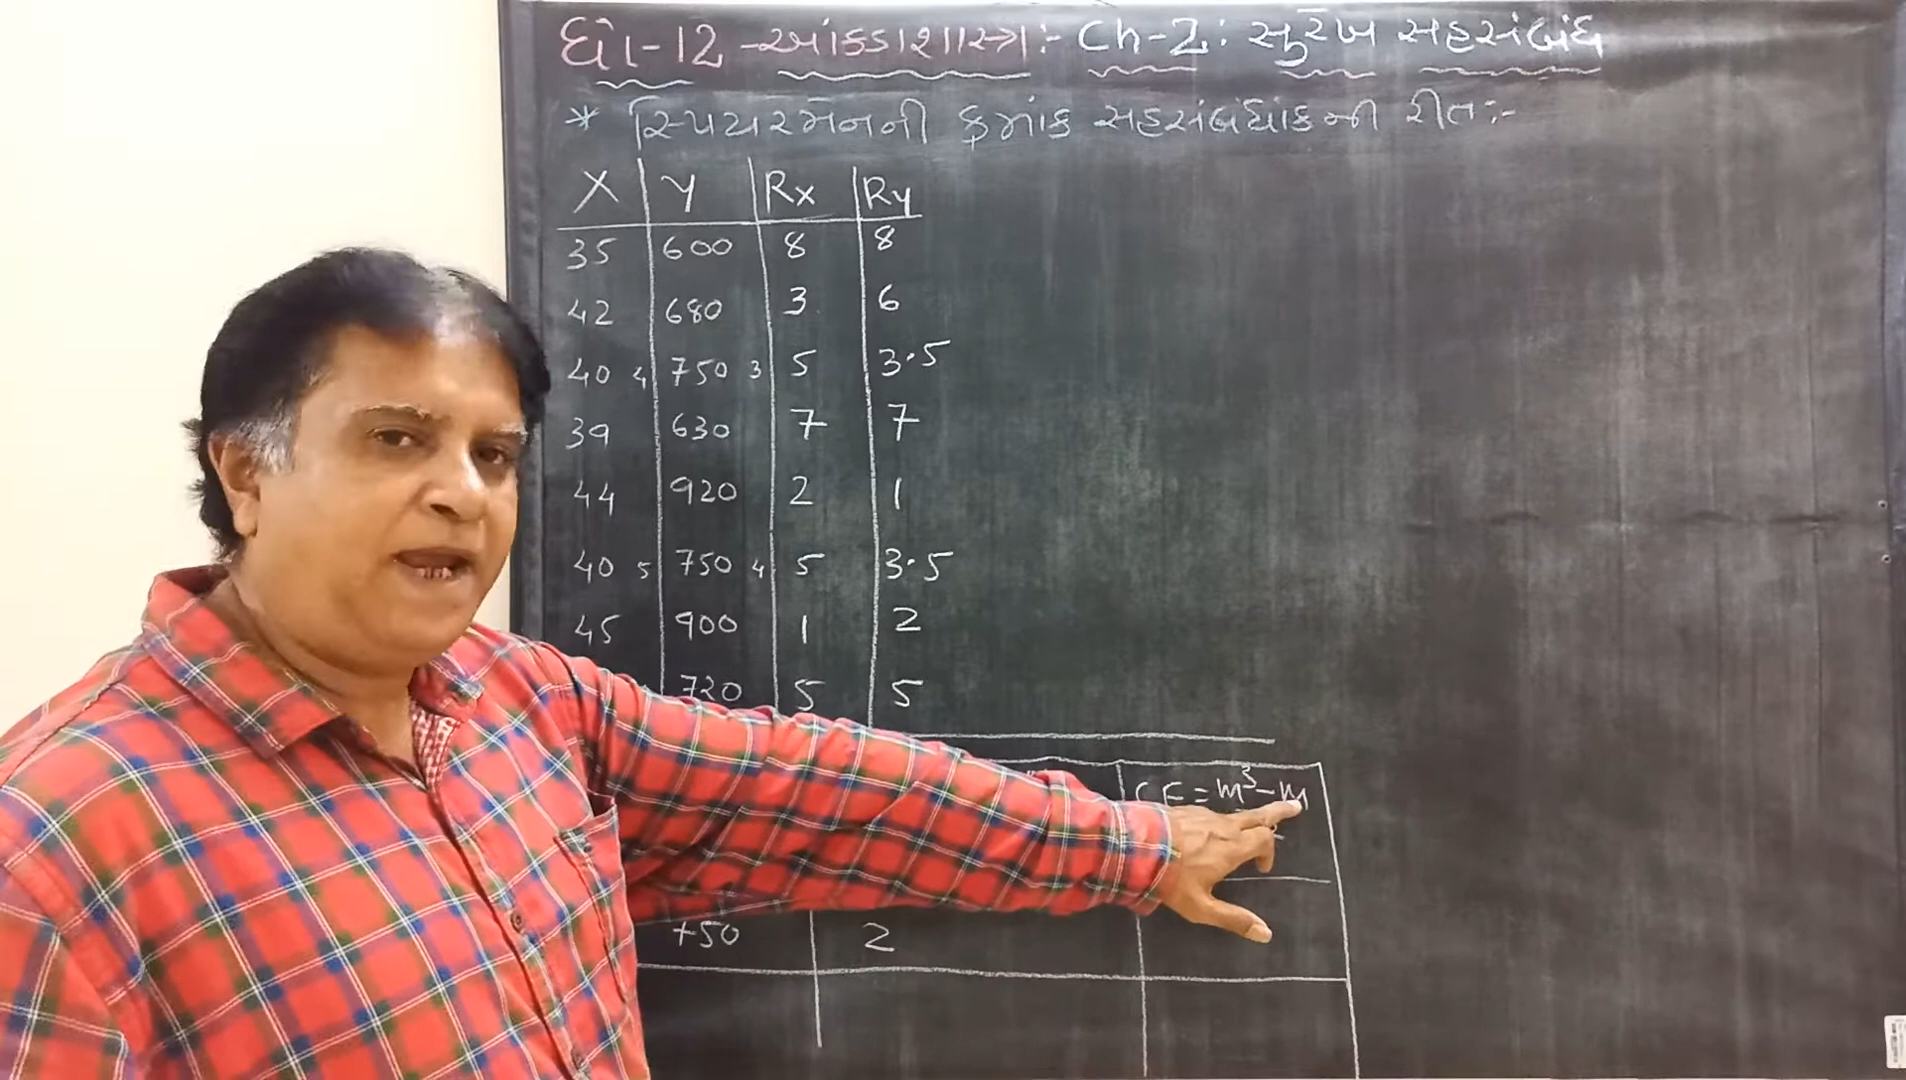 ધો-12 -આંકડાશાસ્ત્ર:- Ch-2: સુરેખ સહસંબંધ
* સ્પિયરમેનની ક્રમાંક સહસંબંધાંકની રીત:-
X Y Rx Ry
35 600 8 8
42 680 3 6
40 4 750 3 5 3.5
39 630 7 7
44 920 2 1
40 5 750 4 5 3.5
45 900 1 2
720 5 5
CF = m³-m
750 2